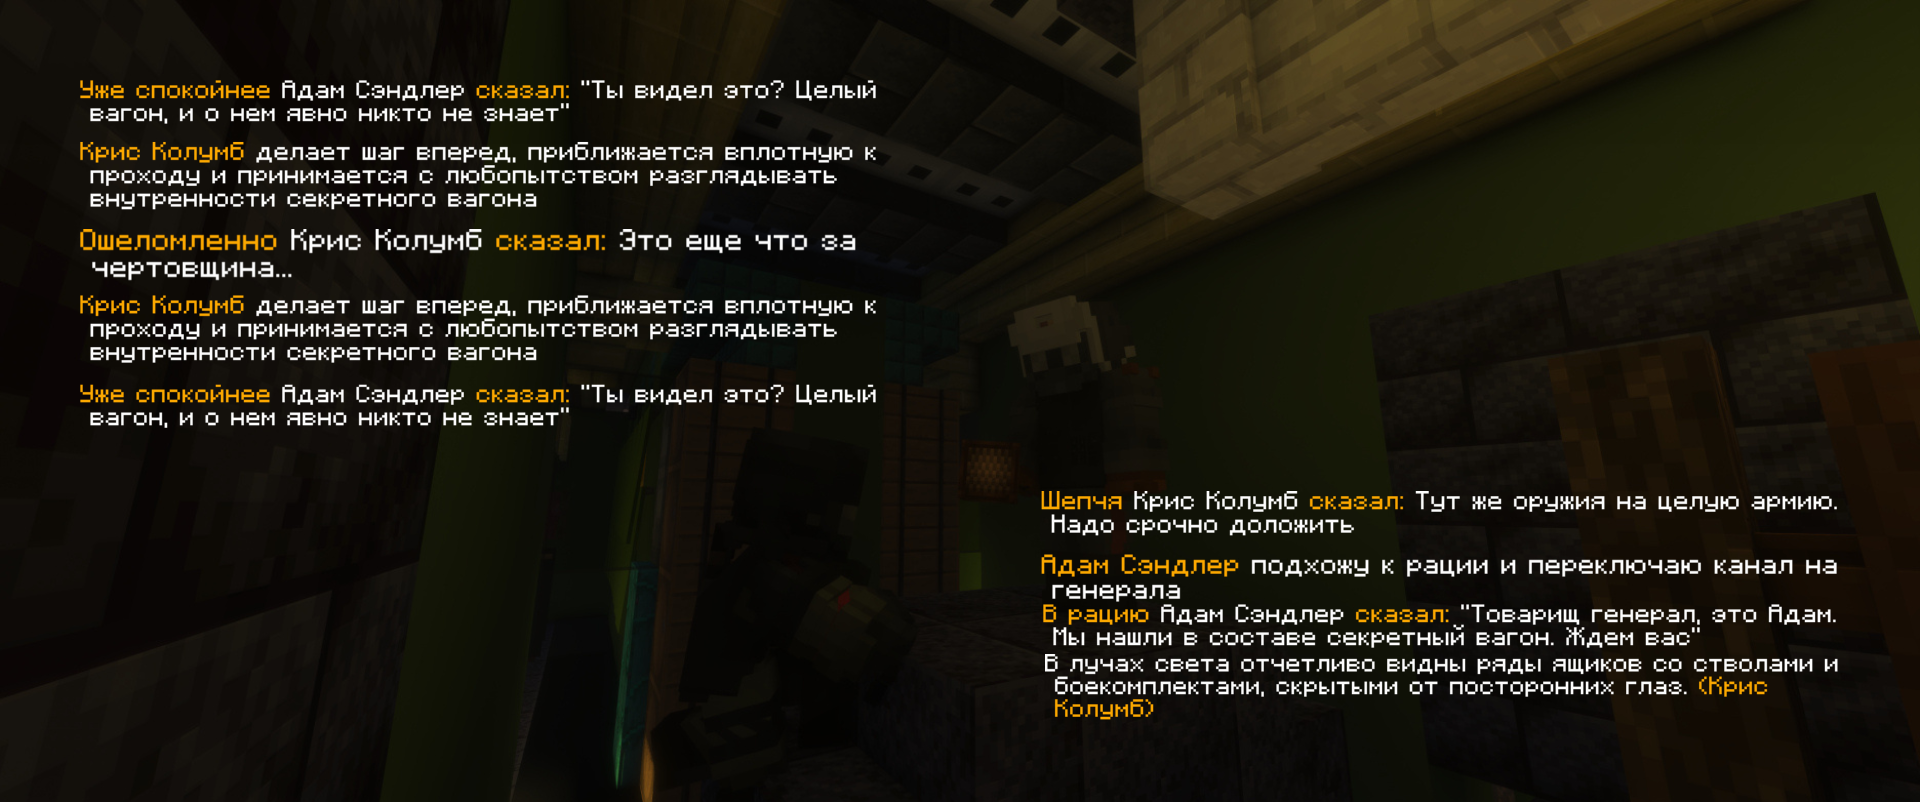 Уже спокойнее Адам Сэндлер сказал: "Ты видел это? Целый
вагон, и о нем явно никто не знает"
Крис Колумб делает шаг вперед, приближается вплотную к
проходу и принимается с любопытством разглядывать
внутренности секретного вагона
Ошеломленно Крис Колумб сказал: Это еще что за
чертовщина...
Крис Колумб делает шаг вперед, приближается вплотную к
проходу и принимается с любопытством разглядывать
внутренности секретного вагона
Уже спокойнее Адам Сэндлер сказал: "Ты видел это? Целый
вагон, и о нем явно никто не знает"
Шепчя Крис Колумб сказал: Тут же оружия на целую армию.
Надо срочно доложить
Адам Сэндлер подхожу к рации и переключаю канал на
генерала
В рацию Адам Сэндлер сказал: "Товарищ генерал, это Адам.
Мы нашли в составе секретный вагон. Ждем вас"
В лучах света отчетливо видны ряды ящиков со стволами и
боекомплектами, скрытыми от посторонних глаз. (Крис
Колумб)